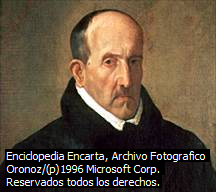 Enciclopedia Encarta, Archivo Fotografico
Oronoz/(p)1996 Microsoft Corp.
Reservados todos los derechos.